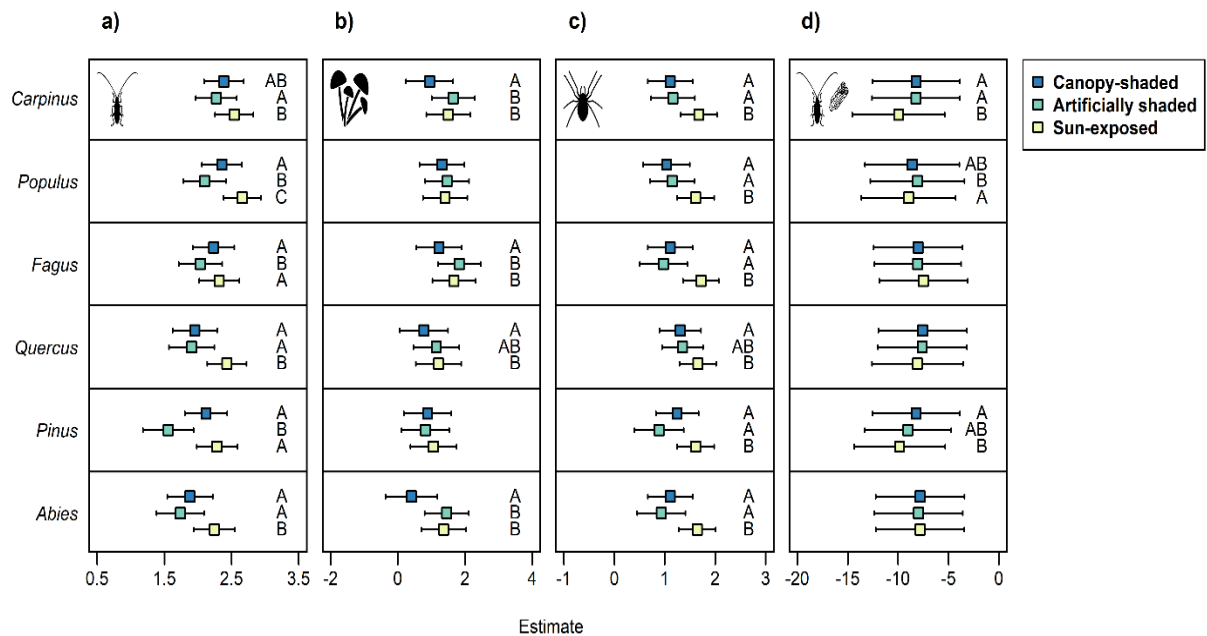 a) b) c) d)
Carpinus AB A A A
A B A A
B B B B
Populus A A AB
B A B
C B A
Fagus A A A
B B A
A B B
Quercus A A A
A AB AB
B B B
Pinus A A A
B A AB
A B B
Abies A A A
A B A
B B B
0.5 1.5 2.5 3.5 -2 0 2 4 -1 0 1 2 3 -20 -15 -10 -5 0
Estimate
Canopy-shaded
Artificially shaded
Sun-exposed